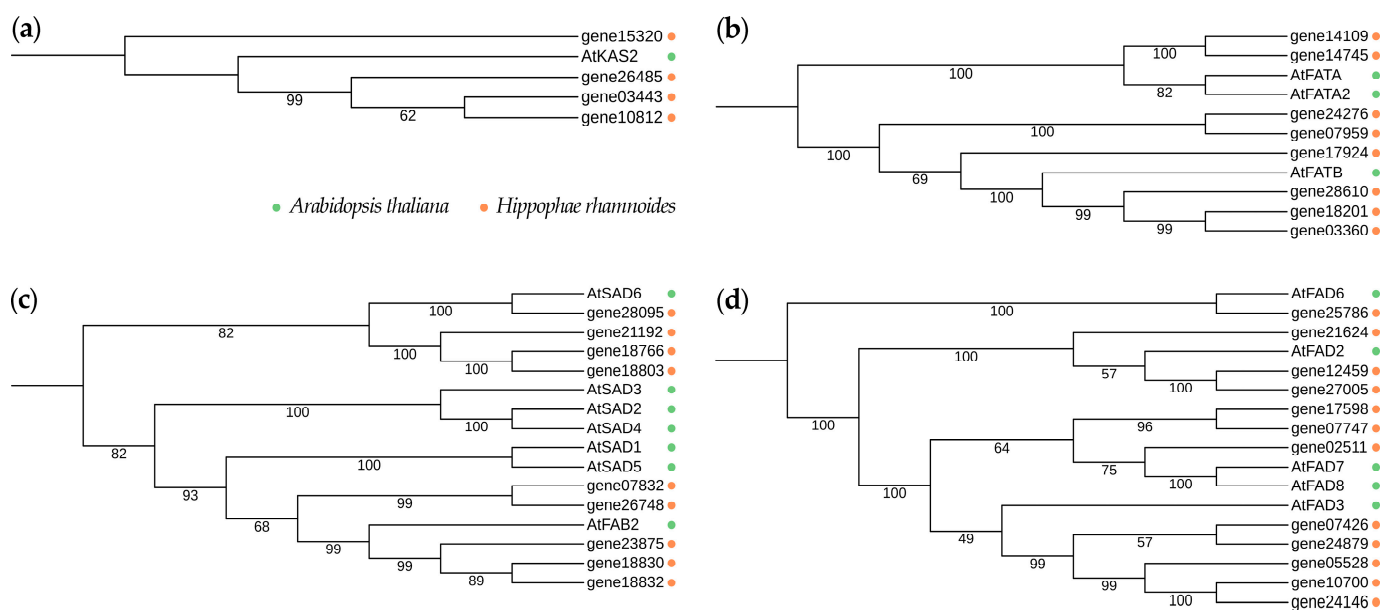 (a)
gene15320
AtKAS2
gene26485
99
gene03443
62
gene10812
Arabidopsis thaliana
Hippophae rhamnoides
(b)
gene14109
100
gene14745
100
AtFATA
82
AtFATA2
gene24276
100
gene07959
100
gene17924
69
AtFATB
100
gene28610
99
gene18201
99
gene03360
(c)
AtSAD6
100
gene28095
82
gene21192
100
gene18766
100
gene18803
AtSAD3
100
AtSAD2
100
AtSAD4
82
AtSAD1
100
AtSAD5
93
gene07832
99
gene26748
68
AtFAB2
99
gene23875
99
gene18830
89
gene18832
(d)
AtFAD6
100
gene25786
gene21624
100
AtFAD2
57
gene12459
100
gene27005
100
gene17598
96
gene07747
64
gene02511
75
AtFAD7
100
AtFAD8
100
AtFAD3
49
gene07426
57
gene24879
99
gene05528
99
gene10700
100
gene24146